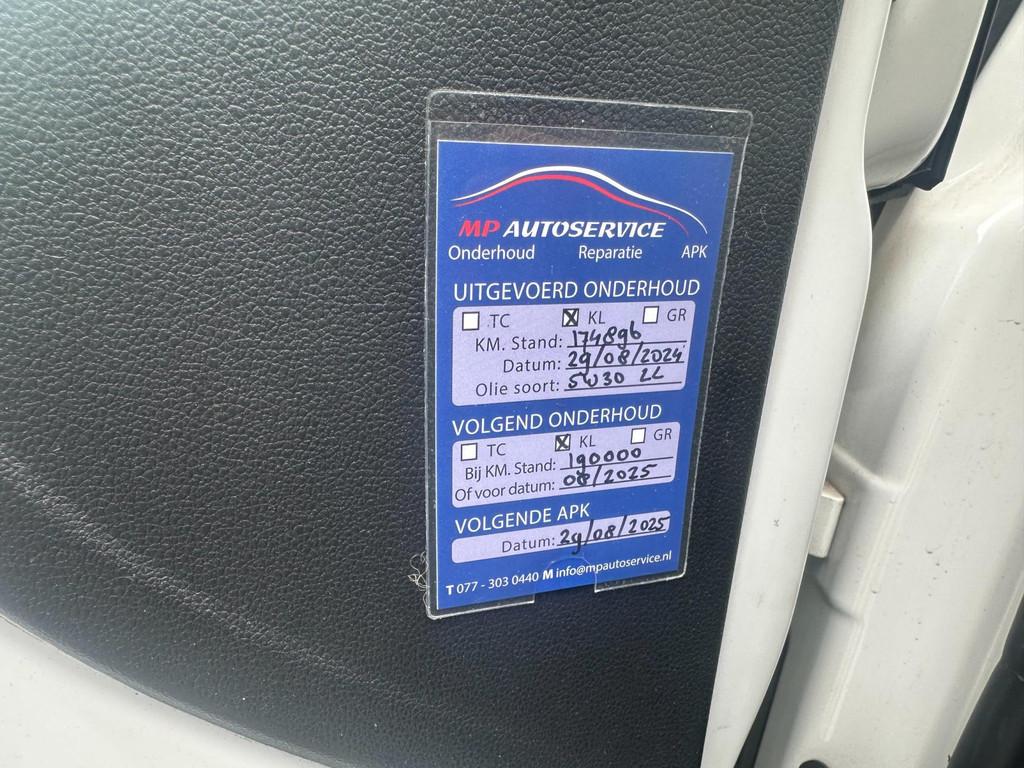 MP AUTOSERVICE
Onderhoud Reparatie APK
UITGEVOERD ONDERHOUD
TC KL GR
KM. Stand: 174896
Datum: 29/08/2024
Olie soort: 5W30 LL
VOLGEND ONDERHOUD
TC KL GR
Bij KM. Stand: 190000
Of voor datum: 08/2025
VOLGENDE APK
Datum: 29/08/2025
T 077 - 303 0440 M info@mpautoservice.nl